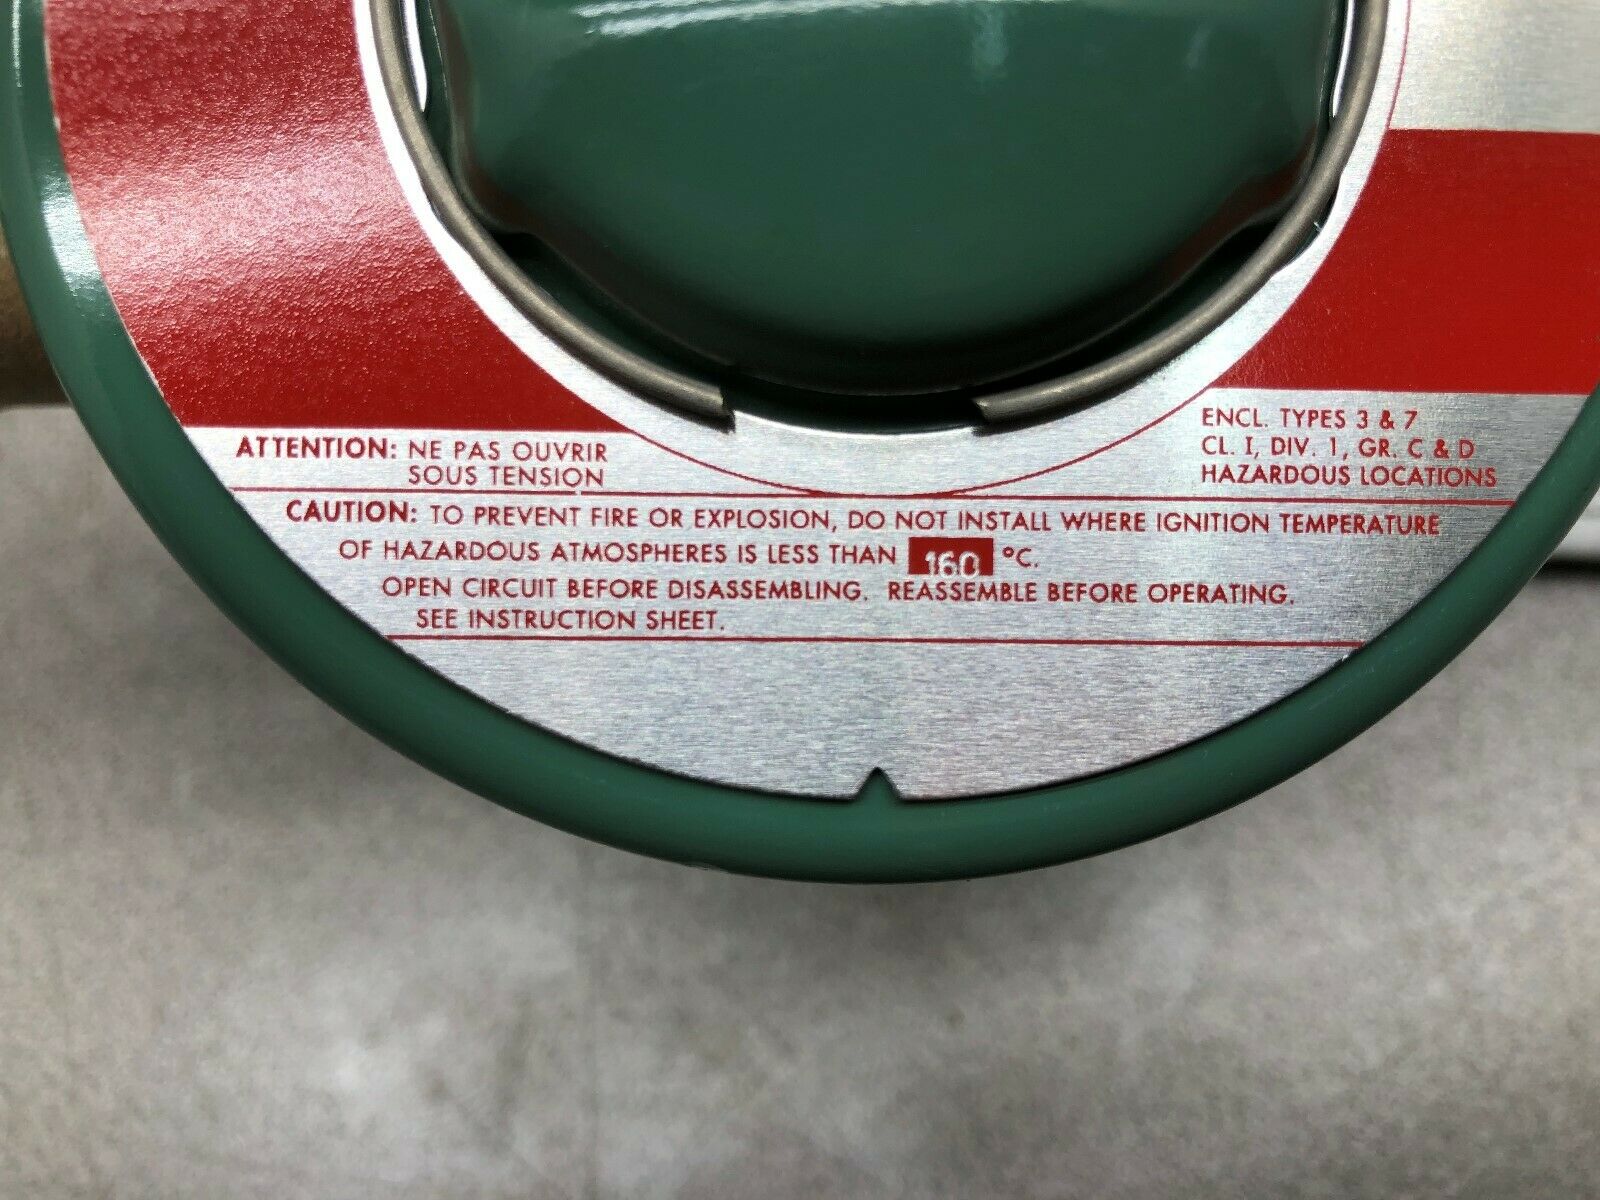 ATTENTION: NE PAS OUVRIR
SOUS TENSION
ENCL. TYPES 3 & 7
CL. I, DIV. 1, GR. C & D
HAZARDOUS LOCATIONS
CAUTION: TO PREVENT FIRE OR EXPLOSION, DO NOT INSTALL WHERE IGNITION TEMPERATURE
OF HAZARDOUS ATMOSPHERES IS LESS THAN 160 °C.
OPEN CIRCUIT BEFORE DISASSEMBLING. REASSEMBLE BEFORE OPERATING.
SEE INSTRUCTION SHEET.